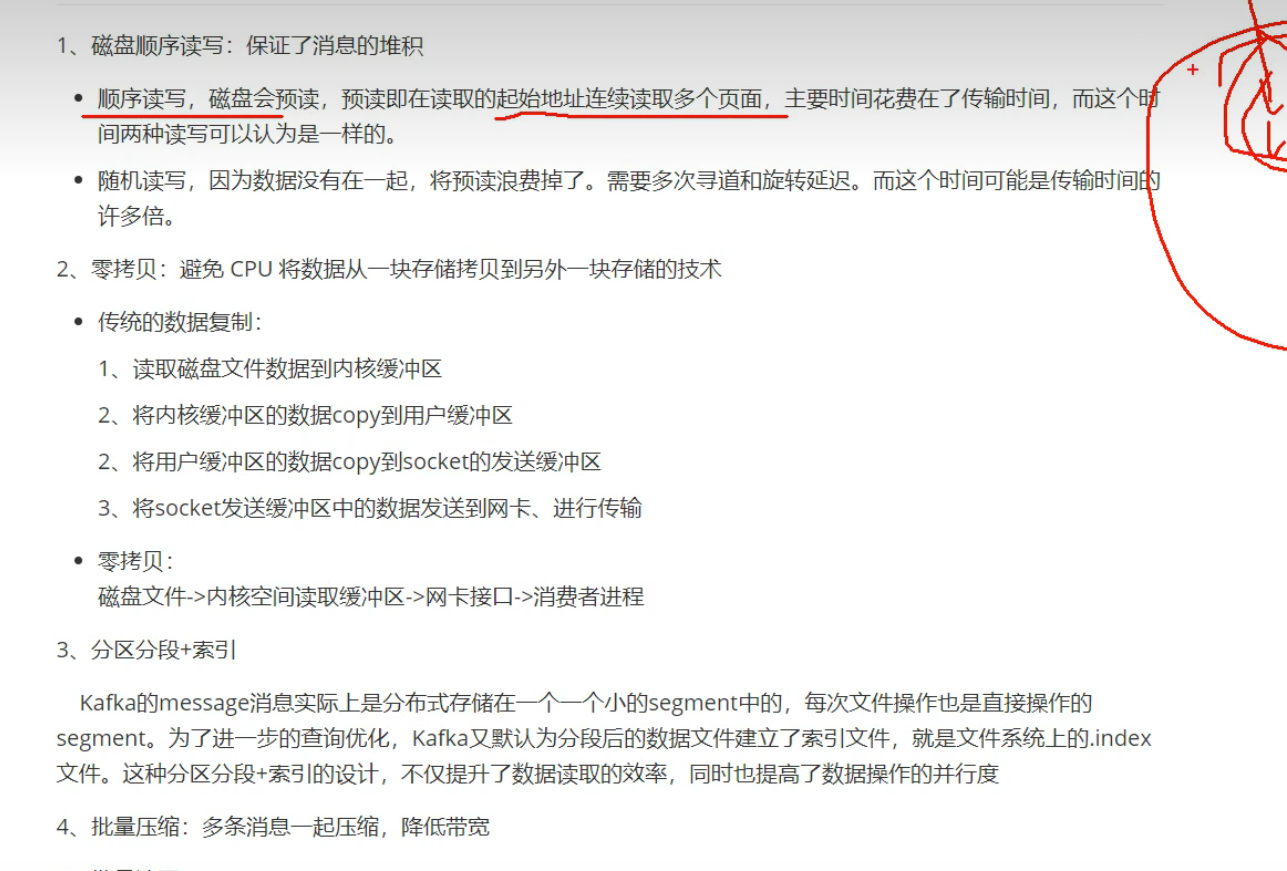 1、磁盘顺序读写：保证了消息的堆积
顺序读写，磁盘会预读，预读即在读取的起始地址连续读取多个页面，主要时间花费在了传输时间，而这个时
间两种读写可以认为是一样的。
随机读写，因为数据没有在一起，将预读浪费掉了。需要多次寻道和旋转延迟。而这个时间可能是传输时间的
许多倍。
2、零拷贝：避免 CPU 将数据从一块存储拷贝到另外一块存储的技术
传统的数据复制：
1、读取磁盘文件数据到内核缓冲区
2、将内核缓冲区的数据copy到用户缓冲区
2、将用户缓冲区的数据copy到socket的发送缓冲区
3、将socket发送缓冲区中的数据发送到网卡、进行传输
零拷贝：
磁盘文件->内核空间读取缓冲区->网卡接口->消费者进程
3、分区分段+索引
Kafka的message消息实际上是分布式存储在一个一个小的segment中的，每次文件操作也是直接操作的
segment。为了进一步的查询优化，Kafka又默认为分段后的数据文件建立了索引文件，就是文件系统上的.index
文件。这种分区分段+索引的设计，不仅提升了数据读取的效率，同时也提高了数据操作的并行度
4、批量压缩：多条消息一起压缩，降低带宽